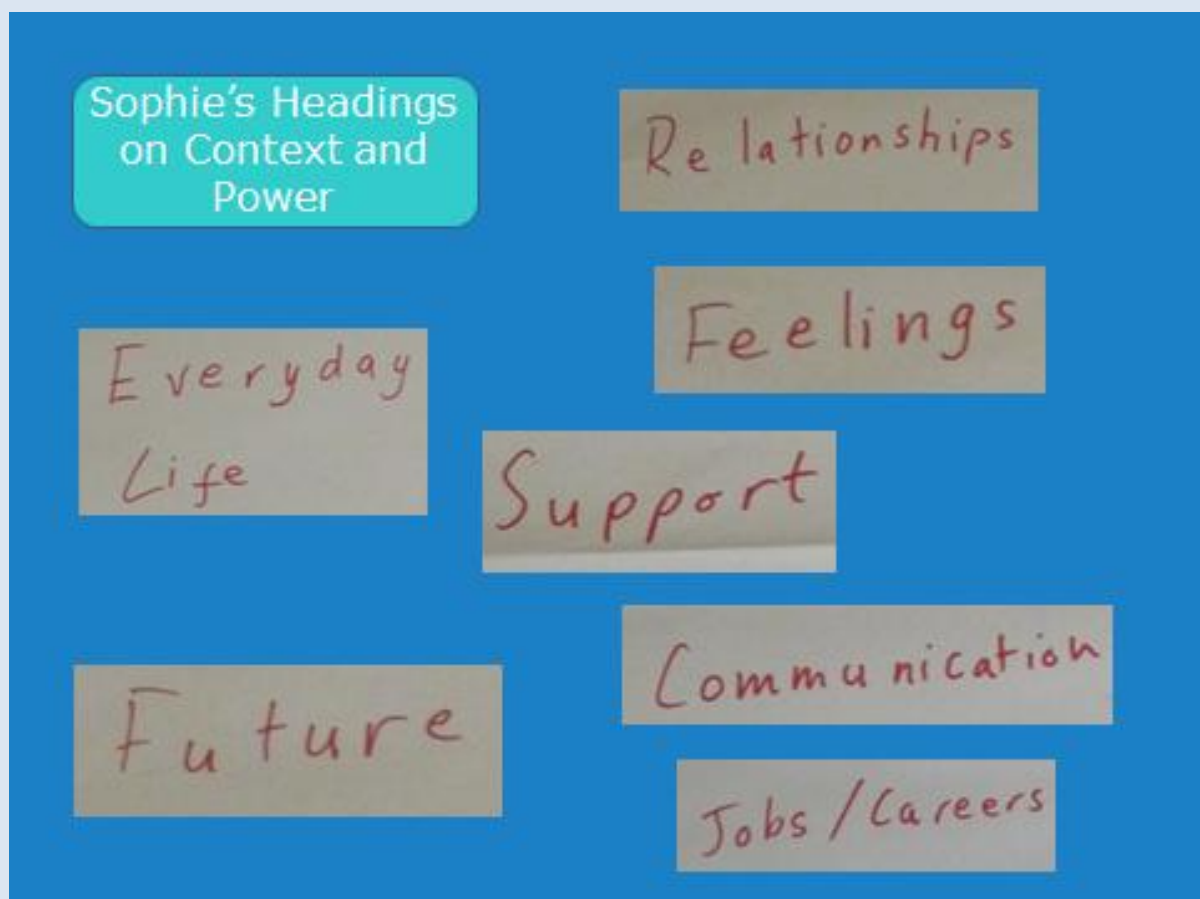 Sophie's Headings
on Context and
Power
Relationships
Feelings
Everyday
Life
Support
Communication
Future
Jobs/Careers